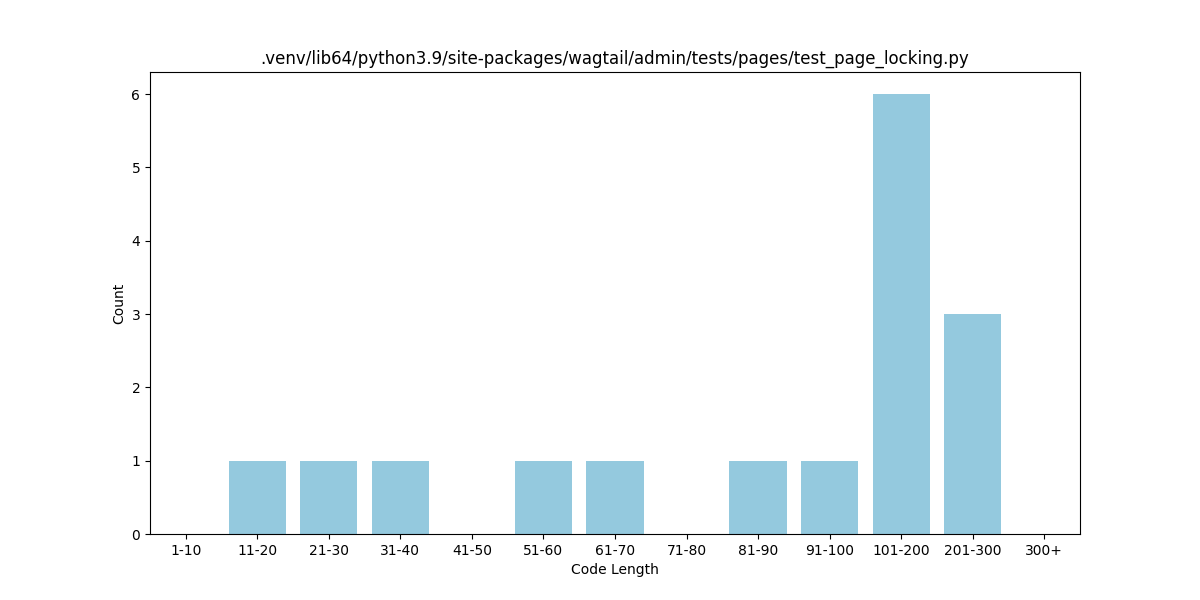 .venv/lib64/python3.9/site-packages/wagtail/admin/tests/pages/test_page_locking.py
6
5
4
3
2
1
0
Count
1-10 11-20 21-30 31-40 41-50 51-60 61-70 71-80 81-90 91-100 101-200 201-300 300+
Code Length